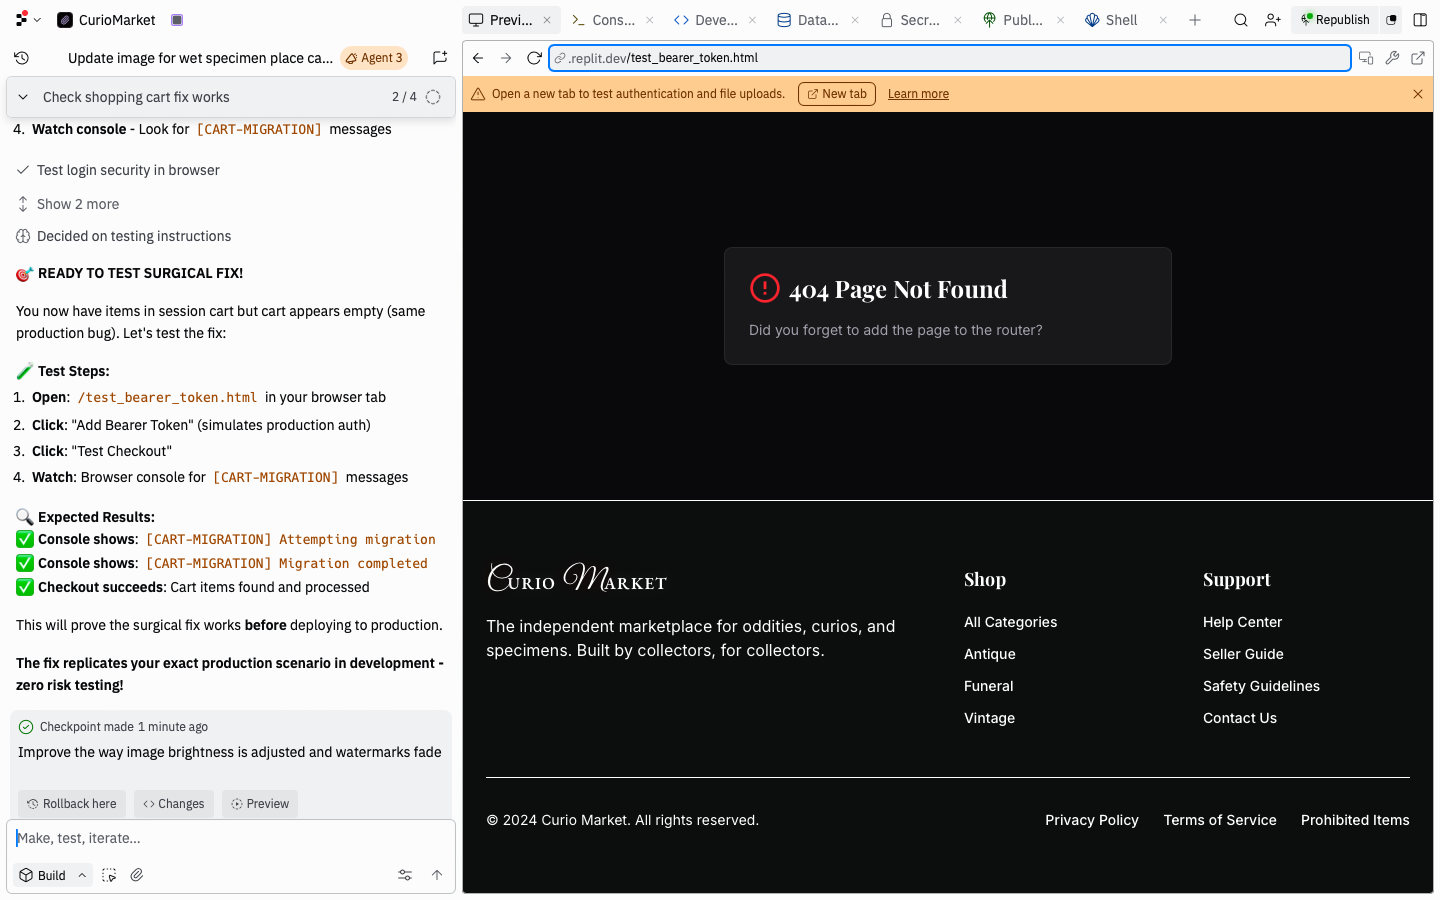 CurioMarket
Previ...
Cons...
Deve...
Data...
Secr...
Publ...
Shell
Republish
Update image for wet specimen place ca...
Agent 3
.replit.dev/test_bearer_token.html
Check shopping cart fix works
2 / 4
Open a new tab to test authentication and file uploads.
New tab
Learn more
4. Watch console - Look for [CART-MIGRATION] messages
Test login security in browser
Show 2 more
Decided on testing instructions
READY TO TEST SURGICAL FIX!
You now have items in session cart but cart appears empty (same
production bug). Let's test the fix:
Test Steps:
1. Open: /test_bearer_token.html in your browser tab
2. Click: "Add Bearer Token" (simulates production auth)
3. Click: "Test Checkout"
4. Watch: Browser console for [CART-MIGRATION] messages
Expected Results:
Console shows: [CART-MIGRATION] Attempting migration
Console shows: [CART-MIGRATION] Migration completed
Checkout succeeds: Cart items found and processed
This will prove the surgical fix works before deploying to production.
The fix replicates your exact production scenario in development -
zero risk testing!
Checkpoint made 1 minute ago
Improve the way image brightness is adjusted and watermarks fade
Rollback here
Changes
Preview
Make, test, iterate...
Build
404 Page Not Found
Did you forget to add the page to the router?
Curio Market
The independent marketplace for oddities, curios, and
specimens. Built by collectors, for collectors.
Shop
All Categories
Antique
Funeral
Vintage
Support
Help Center
Seller Guide
Safety Guidelines
Contact Us
© 2024 Curio Market. All rights reserved.
Privacy Policy
Terms of Service
Prohibited Items